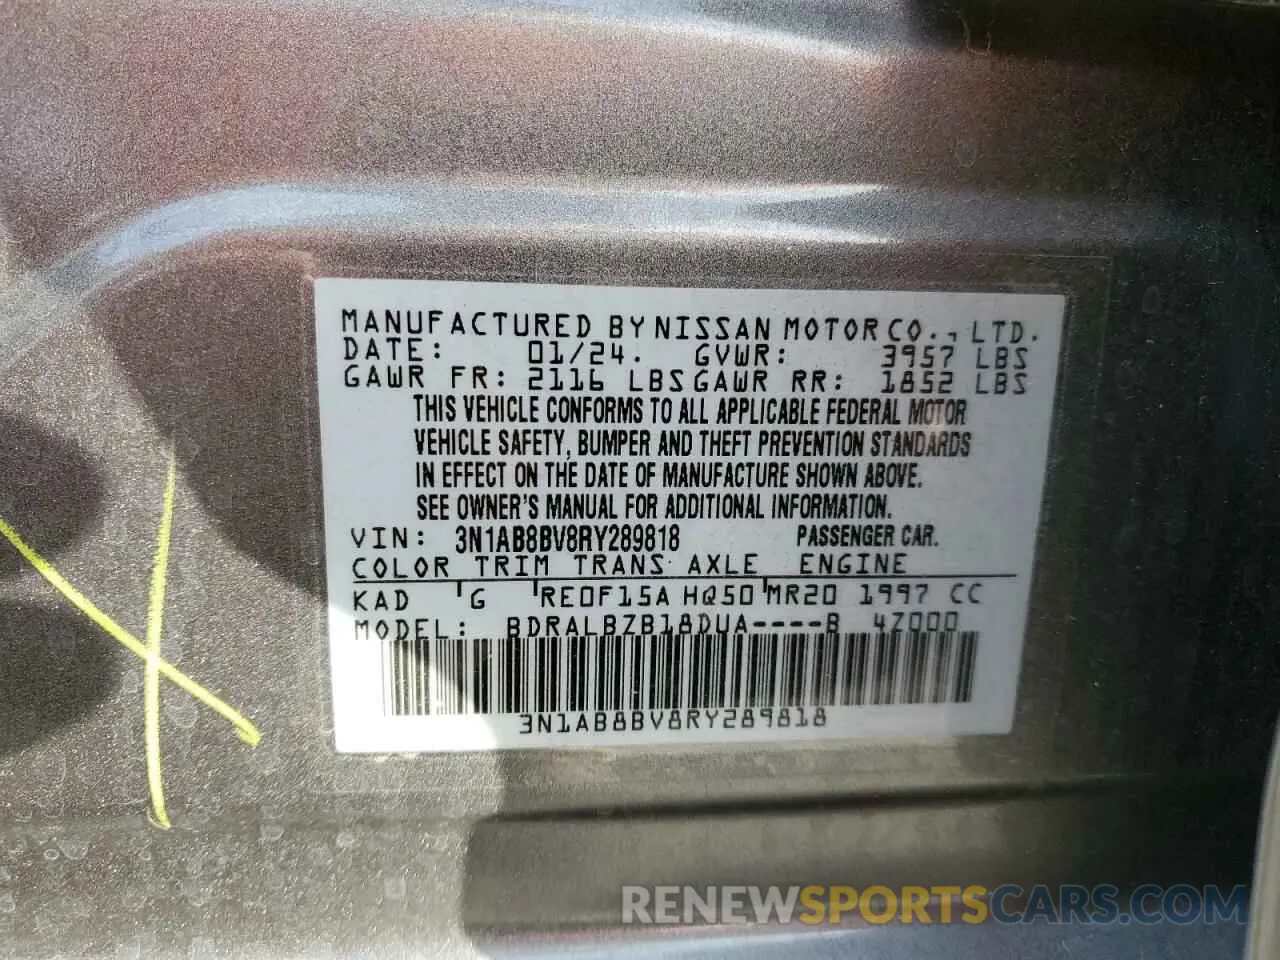 MANUFACTURED BY NISSAN MOTOR CO., LTD.
DATE: 01/24. GVWR: 3957 LBS
GAWR FR: 2116 LBS GAWR RR: 1852 LBS
THIS VEHICLE CONFORMS TO ALL APPLICABLE FEDERAL MOTOR
VEHICLE SAFETY, BUMPER AND THEFT PREVENTION STANDARDS
IN EFFECT ON THE DATE OF MANUFACTURE SHOWN ABOVE.
SEE OWNER'S MANUAL FOR ADDITIONAL INFORMATION.
VIN: 3N1AB8BV8RY289818 PASSENGER CAR.
COLOR TRIM TRANS AXLE ENGINE
KAD G RE0F15A HQ50 MR20 1997 CC
MODEL: BDRALBZB18DUA----B 4Z000
3N1AB8BV8RY289818
RENEWSPORTSCARS.COM